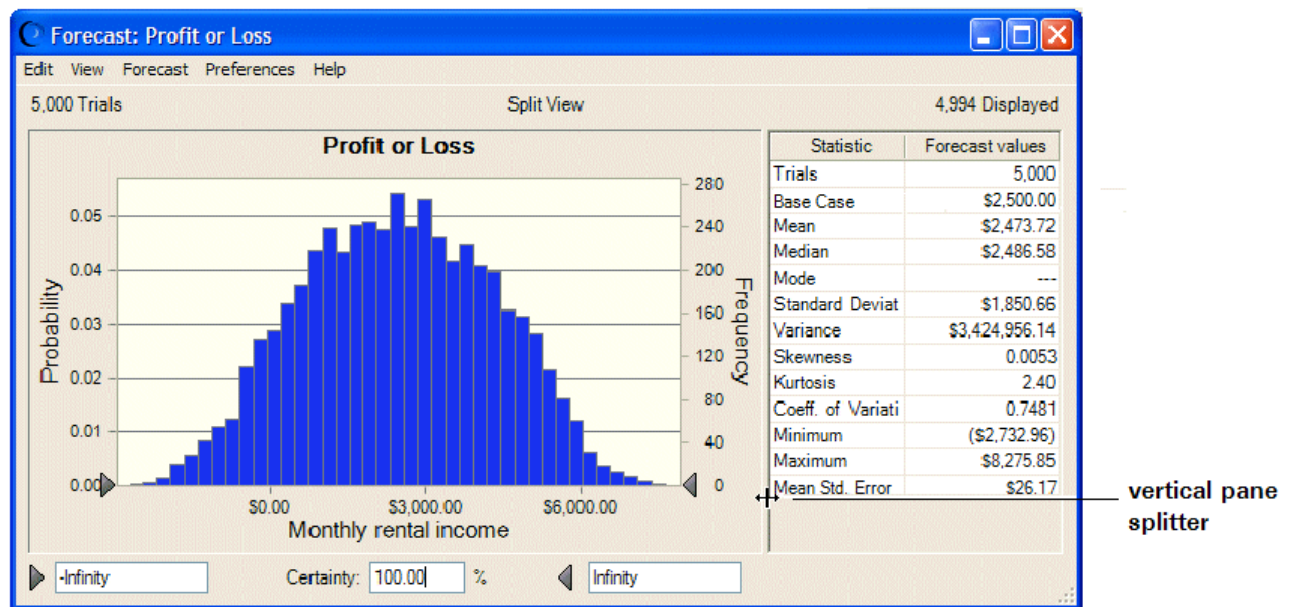 Forecast: Profit or Loss
Edit View Forecast Preferences Help
5,000 Trials Split View 4,994 Displayed
Profit or Loss
0.05
0.04
0.03
0.02
0.01
0.00
Probability
280
240
200
160
120
80
40
0
Frequency
$0.00 $3,000.00 $6,000.00
Monthly rental income
Statistic Forecast values
Trials 5,000
Base Case $2,500.00
Mean $2,473.72
Median $2,486.58
Mode ---
Standard Deviat $1,850.66
Variance $3,424,956.14
Skewness 0.0053
Kurtosis 2.40
Coeff. of Variati 0.7481
Minimum ($2,732.96)
Maximum $8,275.85
Mean Std. Error $26.17
vertical pane
splitter
-Infinity Certainty: 100.00 % Infinity